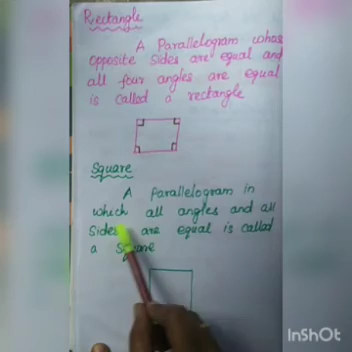 Rectangle
A Parallelogram whos
opposite sides are equal and
all four angles are equal
is called a rectangle
Square
A Parallelogram in
which all angles and all
Sides are equal is called
a Square
InShOt